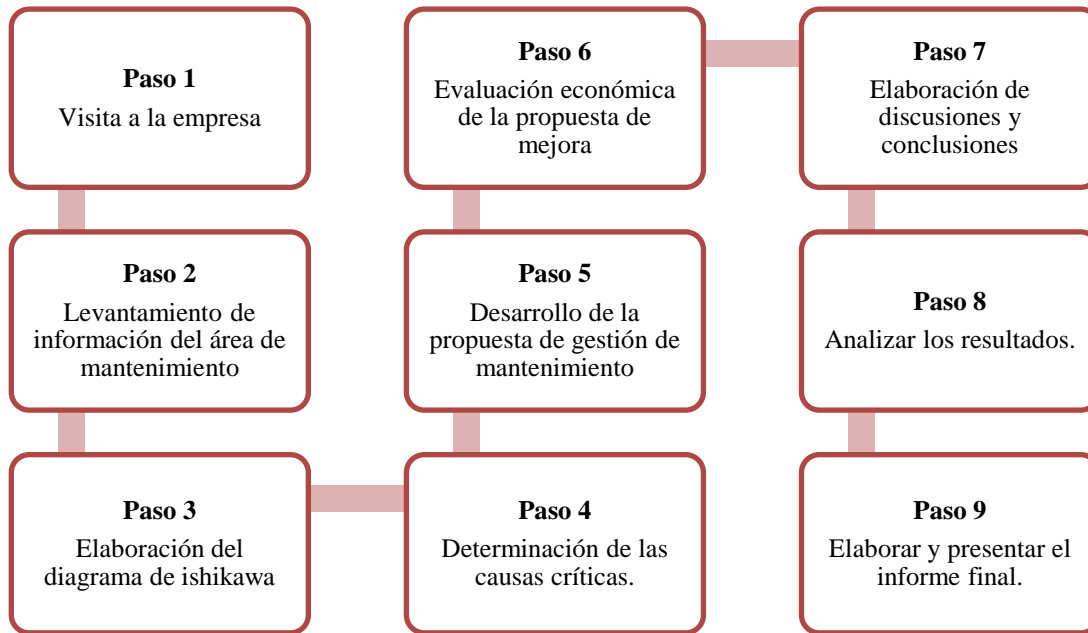 Paso 1
Visita a la empresa
Paso 2
Levantamiento de
información del área de
mantenimiento
Paso 3
Elaboración del
diagrama de ishikawa
Paso 4
Determinación de las
causas críticas.
Paso 5
Desarrollo de la
propuesta de gestión de
mantenimiento
Paso 6
Evaluación económica
de la propuesta de
mejora
Paso 7
Elaboración de
discusiones y
conclusiones
Paso 8
Analizar los resultados.
Paso 9
Elaborar y presentar el
informe final.